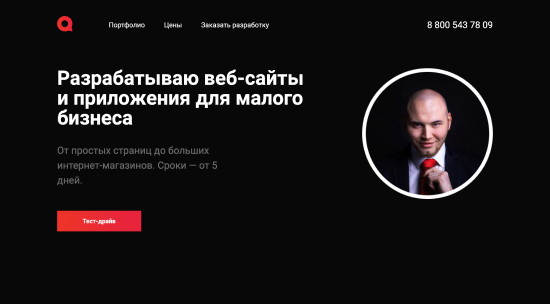 Портфолио Цены Заказать разработку 8 800 543 78 09
Разрабатываю веб-сайты
и приложения для малого
бизнеса
От простых страниц до больших
интернет-магазинов. Сроки — от 5
дней.
Тест-драйв